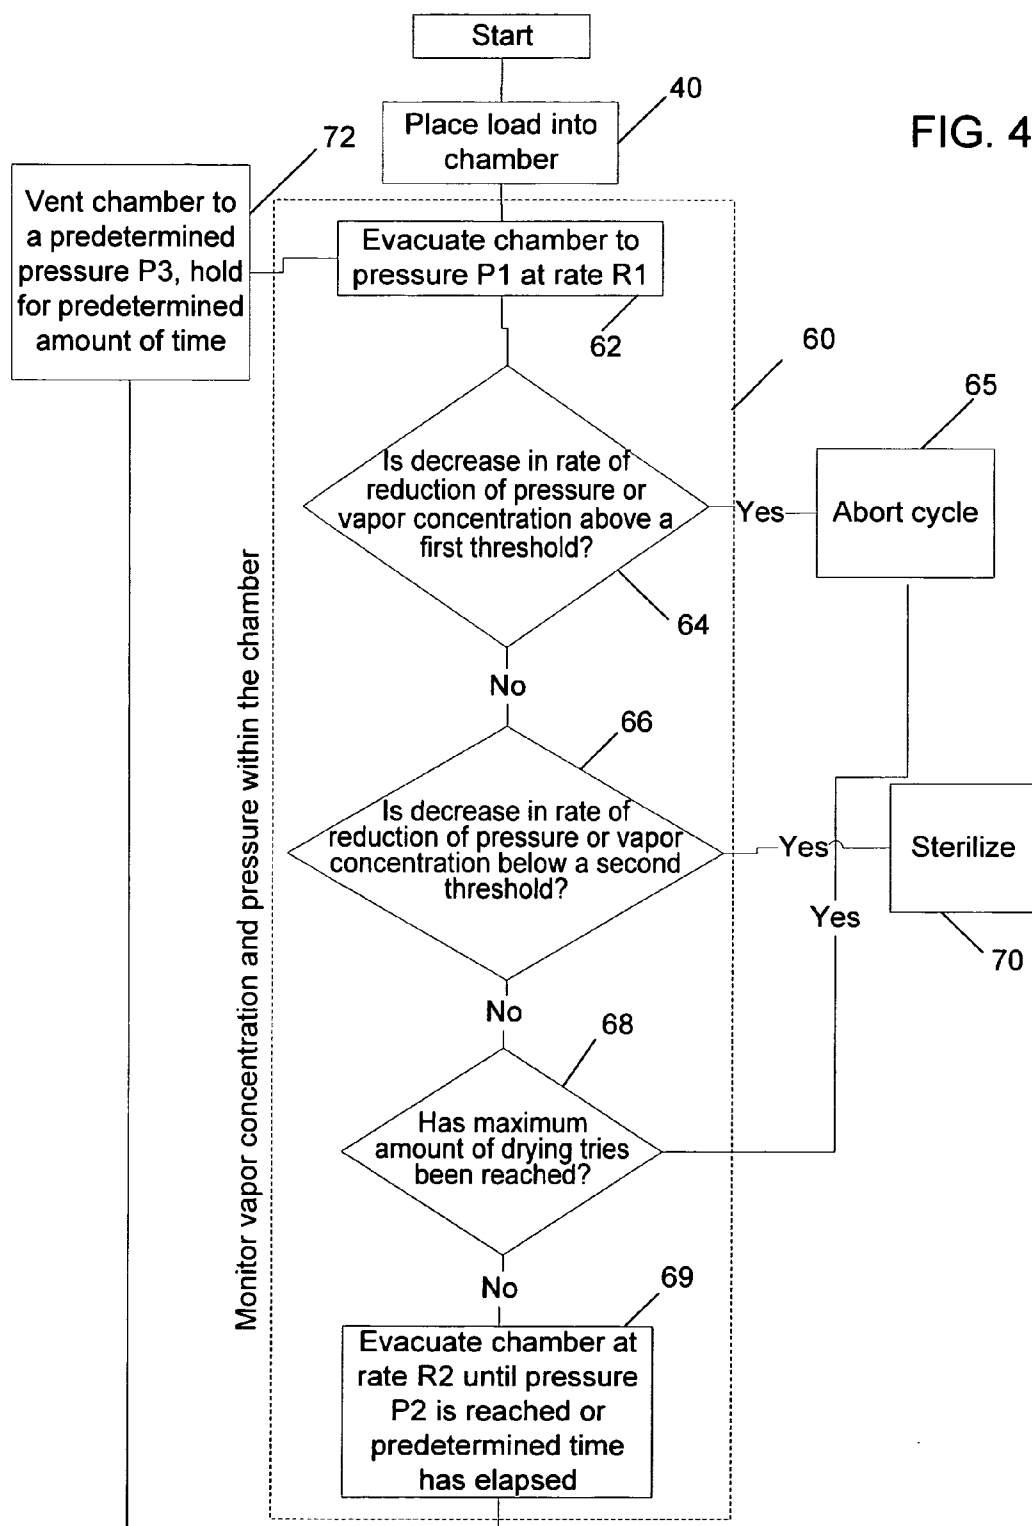 Start
40
Place load into
chamber
FIG. 4
72
Vent chamber to
a predetermined
pressure P3, hold
for predetermined
amount of time
Evacuate chamber to
pressure P1 at rate R1
62
60
65
Is decrease in rate of
reduction of pressure or
vapor concentration above a
first threshold?
Yes
Abort cycle
64
No
Monitor vapor concentration and pressure within the chamber
66
Is decrease in rate of
reduction of pressure or vapor
concentration below a second
threshold?
Yes
Sterilize
Yes
70
No
68
Has maximum
amount of drying tries
been reached?
No
69
Evacuate chamber at
rate R2 until pressure
P2 is reached or
predetermined time
has elapsed